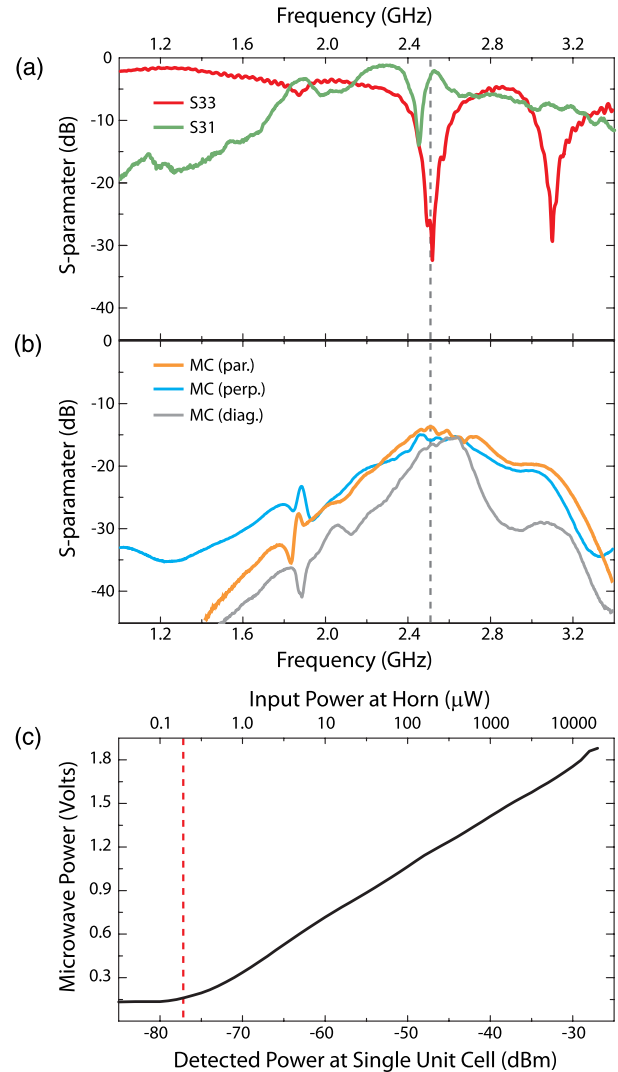 Frequency (GHz)
1.2 1.6 2.0 2.4 2.8 3.2
(a)
0
-10
-20
-30
-40
S-paramater (dB)
S33
S31
(b)
0
-10
-20
-30
-40
S-paramater (dB)
MC (par.)
MC (perp.)
MC (diag.)
1.2 1.6 2.0 2.4 2.8 3.2
Frequency (GHz)
Input Power at Horn (μW)
0.1 1.0 10 100 1000 10000
(c)
1.8
1.5
1.2
0.9
0.6
0.3
Microwave Power (Volts)
-80 -70 -60 -50 -40 -30
Detected Power at Single Unit Cell (dBm)